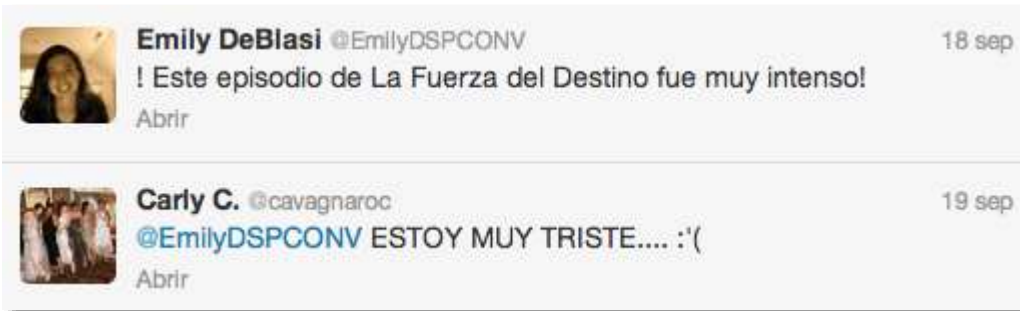 Emily DeBlasi @EmilyDSPCONV 18 sep
! Este episodio de La Fuerza del Destino fue muy intenso!
Abrir
Carly C. @cavagnaroc 19 sep
@EmilyDSPCONV ESTOY MUY TRISTE.... :'(
Abrir